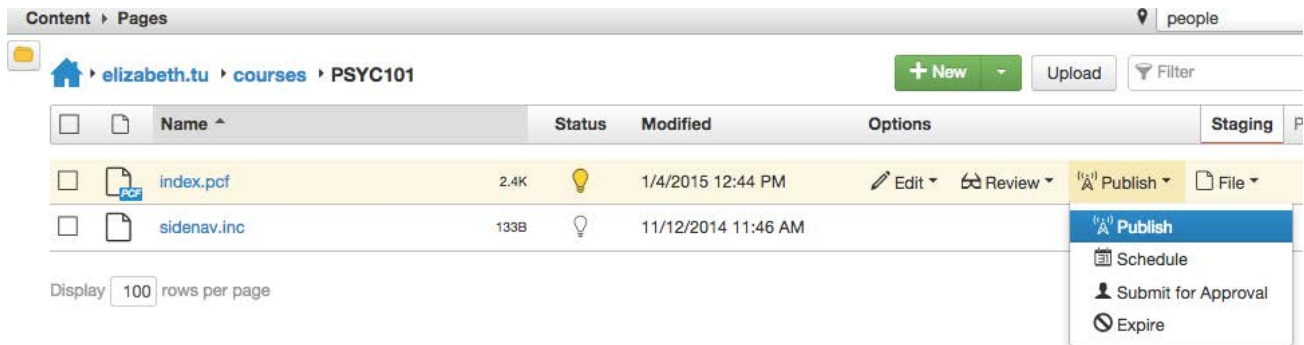 Content Pages people
elizabeth.tu courses PSYC101 + New Upload Filter
Name Status Modified Options Staging
PCF index.pcf 2.4K 1/4/2015 12:44 PM Edit Review Publish File
sidenav.inc 133B 11/12/2014 11:46 AM
Publish
Schedule
Display 100 rows per page
Submit for Approval
Expire